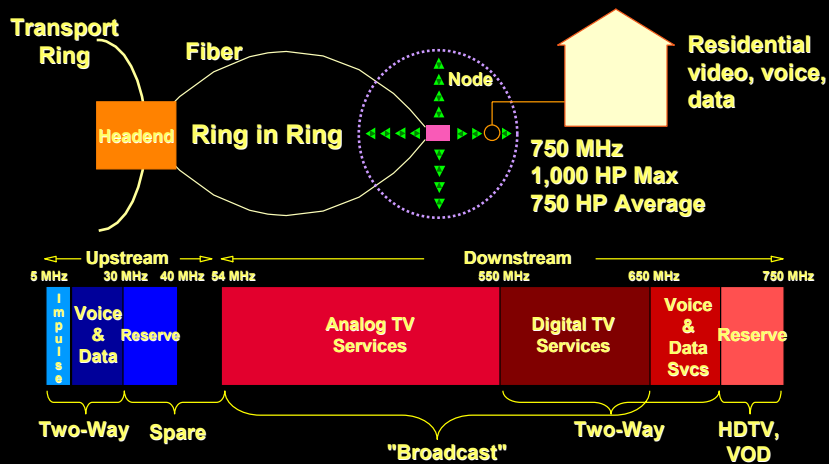 Transport
Ring
Fiber
Headend
Ring in Ring
Node
Residential
video, voice,
data
750 MHz
1,000 HP Max
750 HP Average
Upstream
Downstream
5 MHz
30 MHz
40 MHz
54 MHz
550 MHz
650 MHz
750 MHz
Impulse
Voice
&
Data
Reserve
Analog TV
Services
Digital TV
Services
Voice
&
Data
Svcs
Reserve
Two-Way
Spare
"Broadcast"
Two-Way
HDTV,
VOD